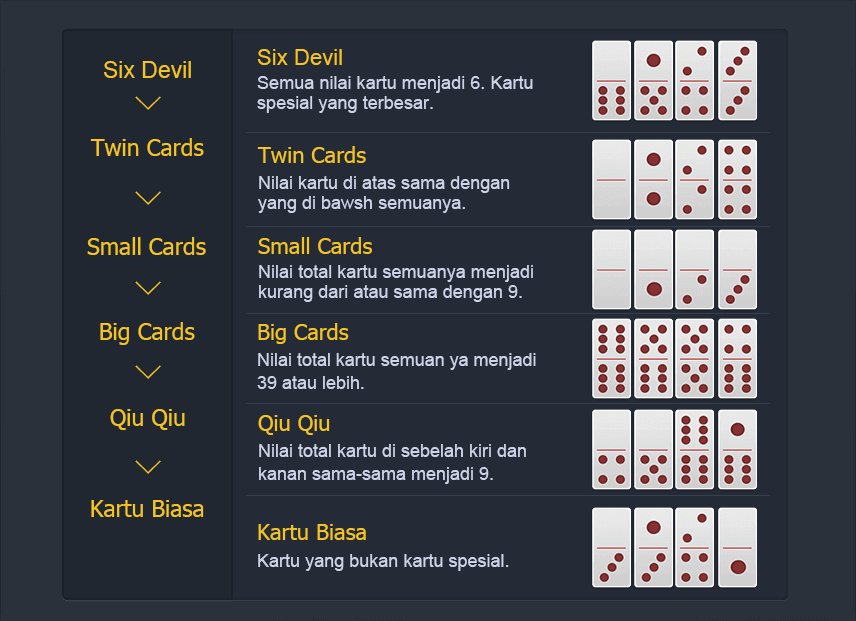 Six Devil
Twin Cards
Small Cards
Big Cards
Qiu Qiu
Kartu Biasa
Six Devil
Semua nilai kartu menjadi 6. Kartu
spesial yang terbesar.
Twin Cards
Nilai kartu di atas sama dengan
yang di bawsh semuanya.
Small Cards
Nilai total kartu semuanya menjadi
kurang dari atau sama dengan 9.
Big Cards
Nilai total kartu semuan ya menjadi
39 atau lebih.
Qiu Qiu
Nilai total kartu di sebelah kiri dan
kanan sama-sama menjadi 9.
Kartu Biasa
Kartu yang bukan kartu spesial.